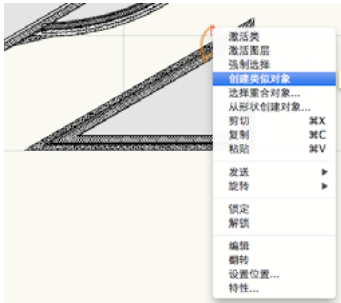 激活类
激活图层
强制选择
创建类似对象
选择重合对象...
从形状创建对象...
剪切 ⌘X
复制 ⌘C
粘贴 ⌘V
发送 ▶
旋转 ▶
锁定
解锁
编辑
翻转
设置位置...
特性...